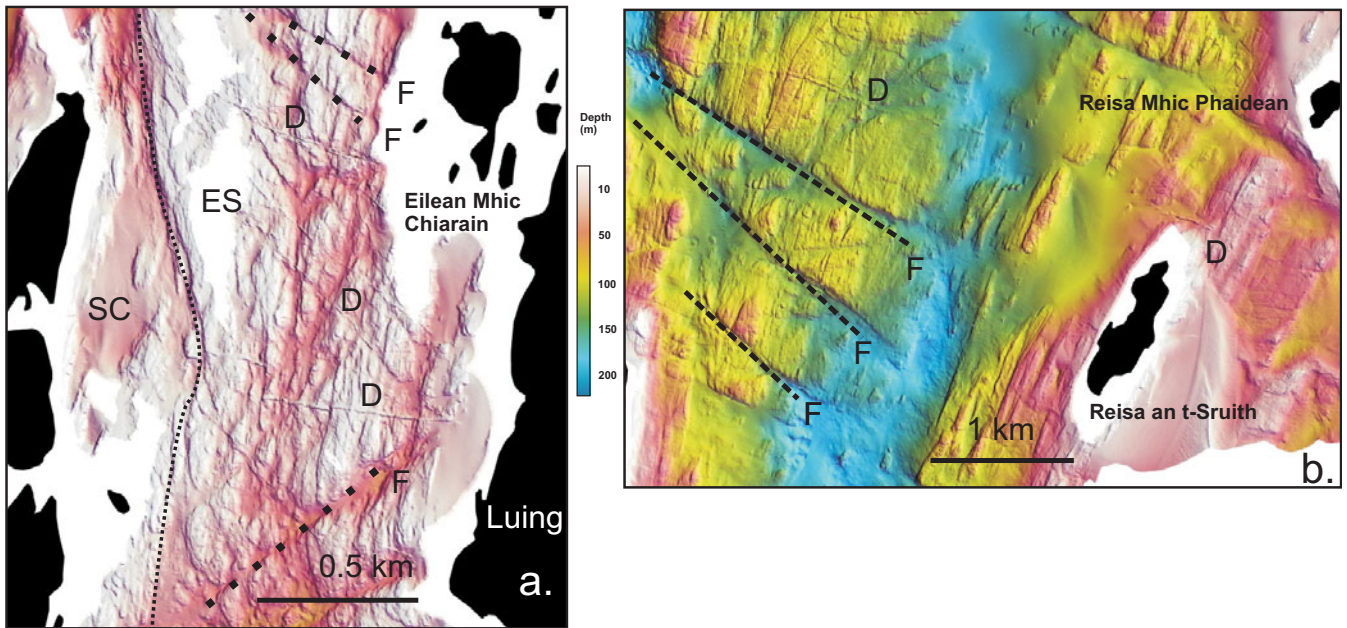 F
F
D
ES
Eilean Mhic
Chiarain
D
SC
D
F
Luing
0.5 km
a.
Depth
(m)
10
50
100
150
200
D
Reisa Mhic Phaidean
F
D
F
F
Reisa an t-Sruith
1 km
b.